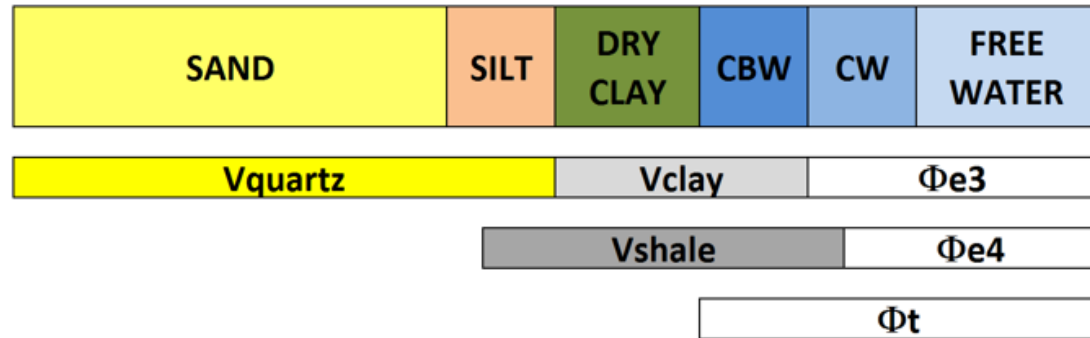 SAND
SILT
DRY
CLAY
CBW
CW
FREE
WATER
Vquartz
Vclay
Φe3
Vshale
Φe4
Φt